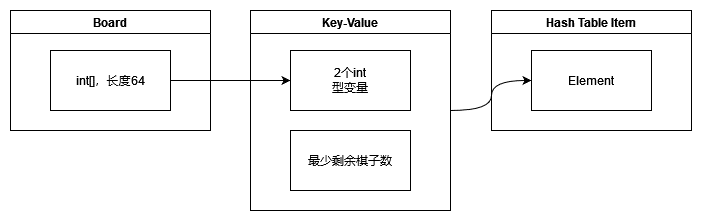 Board
int[]，长度64
Key-Value
2个int
型变量
最少剩余棋子数
Hash Table Item
Element